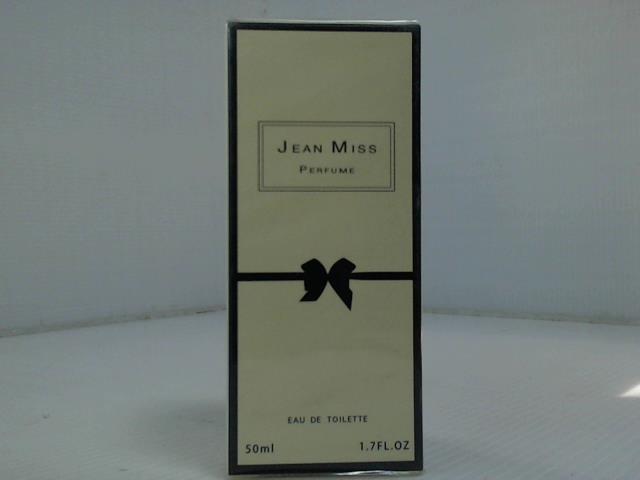 JEAN MISS
PERFUME
EAU DE TOILETTE
50ml 1.7FL.OZ